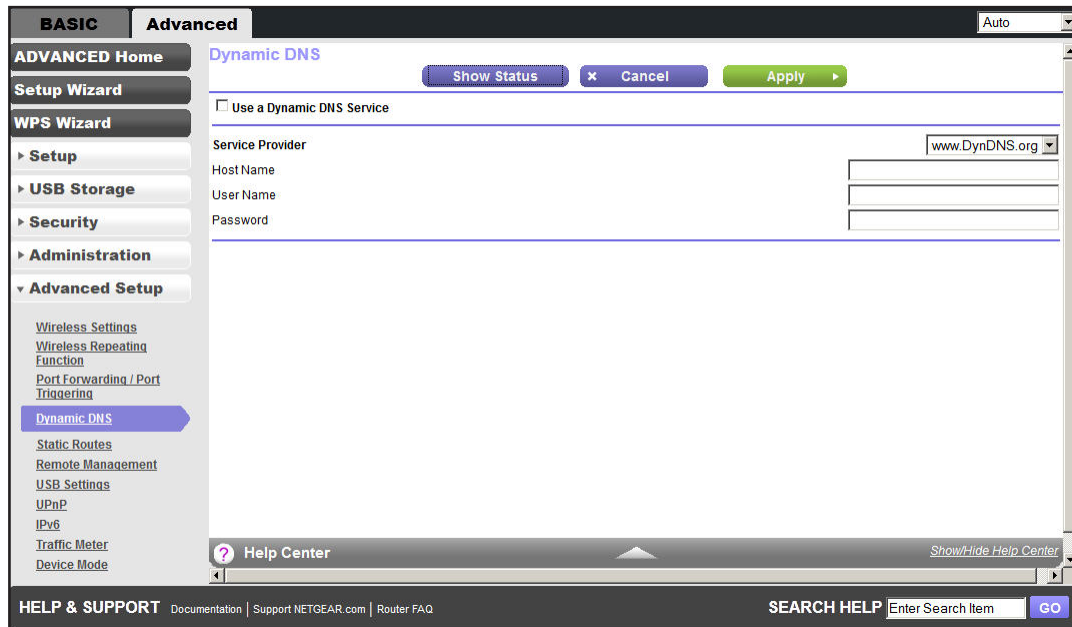 BASIC
Advanced
Auto
ADVANCED Home
Setup Wizard
WPS Wizard
Setup
USB Storage
Security
Administration
Advanced Setup
Wireless Settings
Wireless Repeating
Function
Port Forwarding / Port
Triggering
Dynamic DNS
Static Routes
Remote Management
USB Settings
UPnP
IPv6
Traffic Meter
Device Mode
Dynamic DNS
Show Status
× Cancel
Apply
Use a Dynamic DNS Service
Service Provider
www.DynDNS.org
Host Name
User Name
Password
? Help Center
Show/Hide Help Center
HELP & SUPPORT Documentation | Support NETGEAR.com | Router FAQ
SEARCH HELP Enter Search Item GO